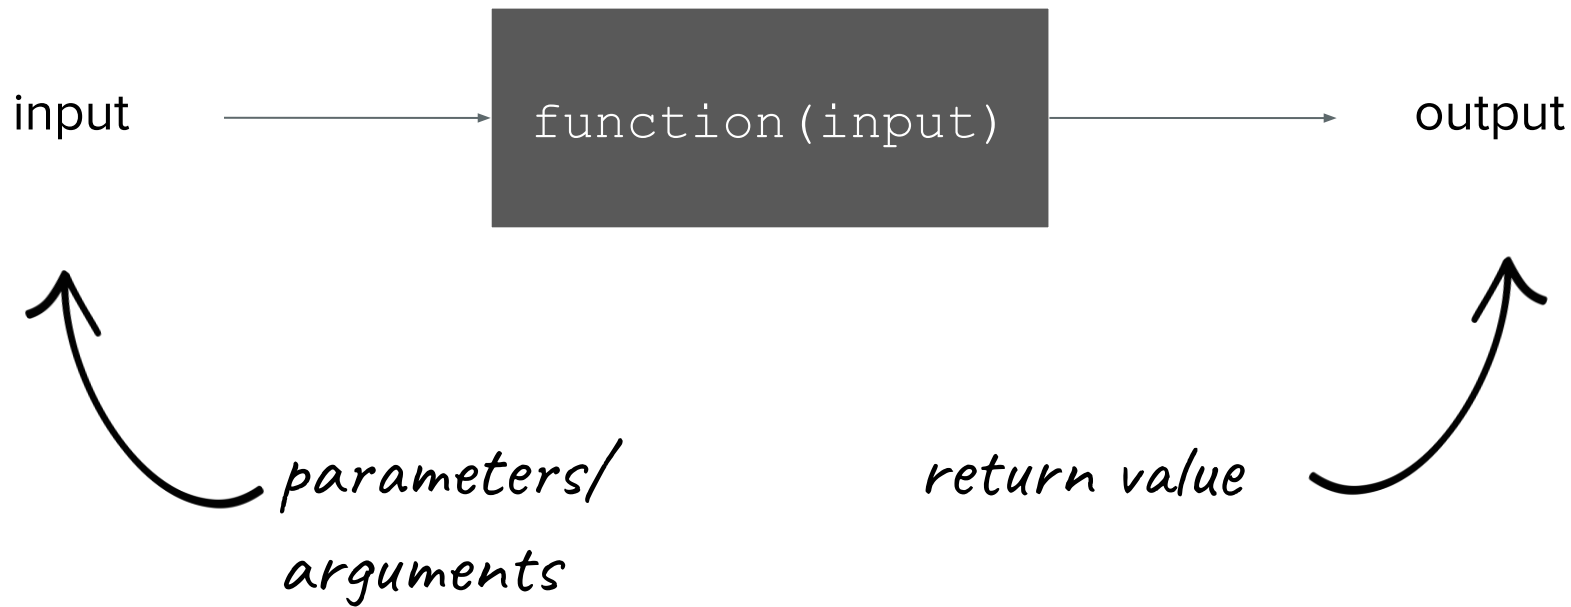 input
function(input)
output
parameters/
arguments
return value